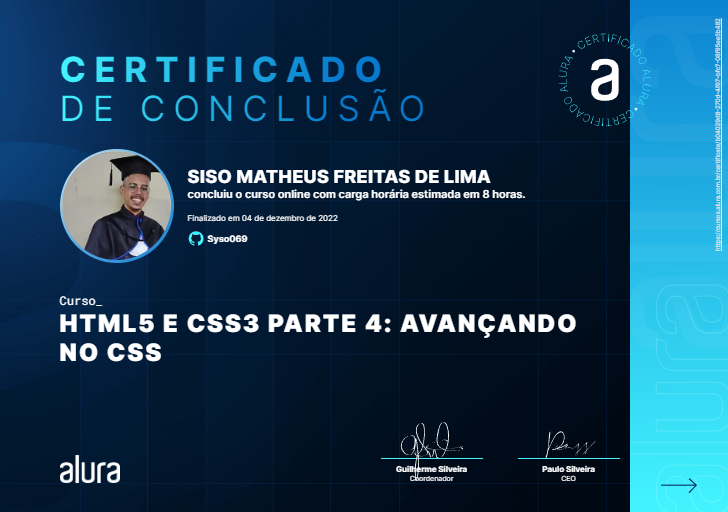 CERTIFICADO
DE CONCLUSÃO
CERTIFICADO ALURA • CERTIFICADO ALURA •
a
SISO MATHEUS FREITAS DE LIMA
concluiu o curso online com carga horária estimada em 8 horas.
Finalizado em 04 de dezembro de 2022
Syso069
Curso_
HTML5 E CSS3 PARTE 4: AVANÇANDO
NO CSS
alura
Guilherme Silveira
Coordenador
Paulo Silveira
CEO
alura